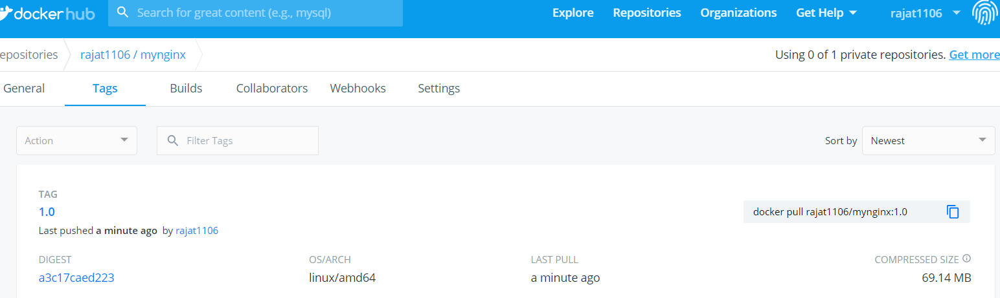 docker hub Search for great content (e.g., mysql) Explore Repositories Organizations Get Help rajat1106
epositories rajat1106 / mynginx Using 0 of 1 private repositories. Get more
General Tags Builds Collaborators Webhooks Settings
Action Filter Tags Sort by Newest
TAG
1.0 docker pull rajat1106/mynginx:1.0
Last pushed a minute ago by rajat1106
DIGEST OS/ARCH LAST PULL COMPRESSED SIZE
a3c17caed223 linux/amd64 a minute ago 69.14 MB